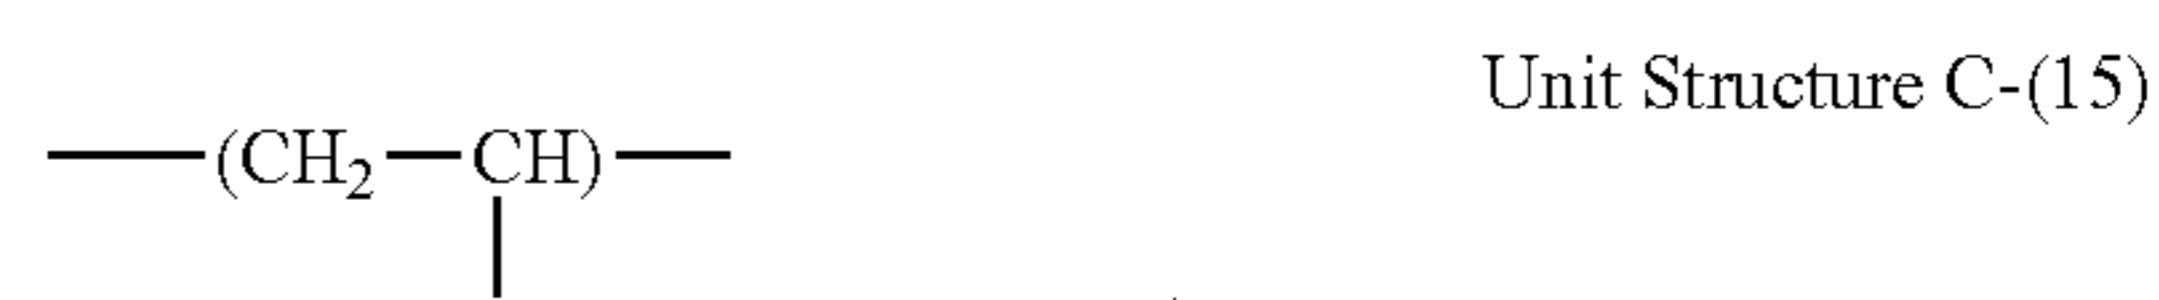 Unit Structure C-(15)
(CH₂—CH)